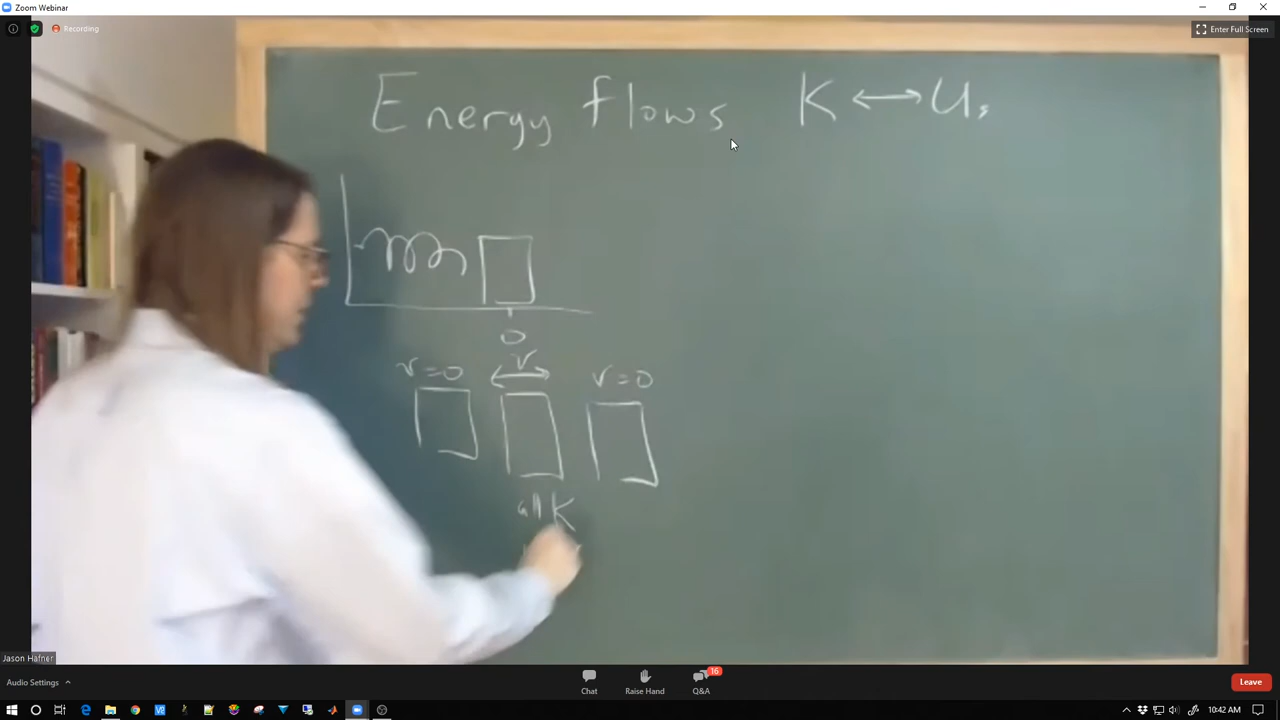 Zoom Webinar
Recording
Enter Full Screen
Energy flows K ↔ Us
0
v=0 v v=0
all K
Jason Hafner
Audio Settings
Chat
Raise Hand
16
Q&A
Leave
10:42 AM